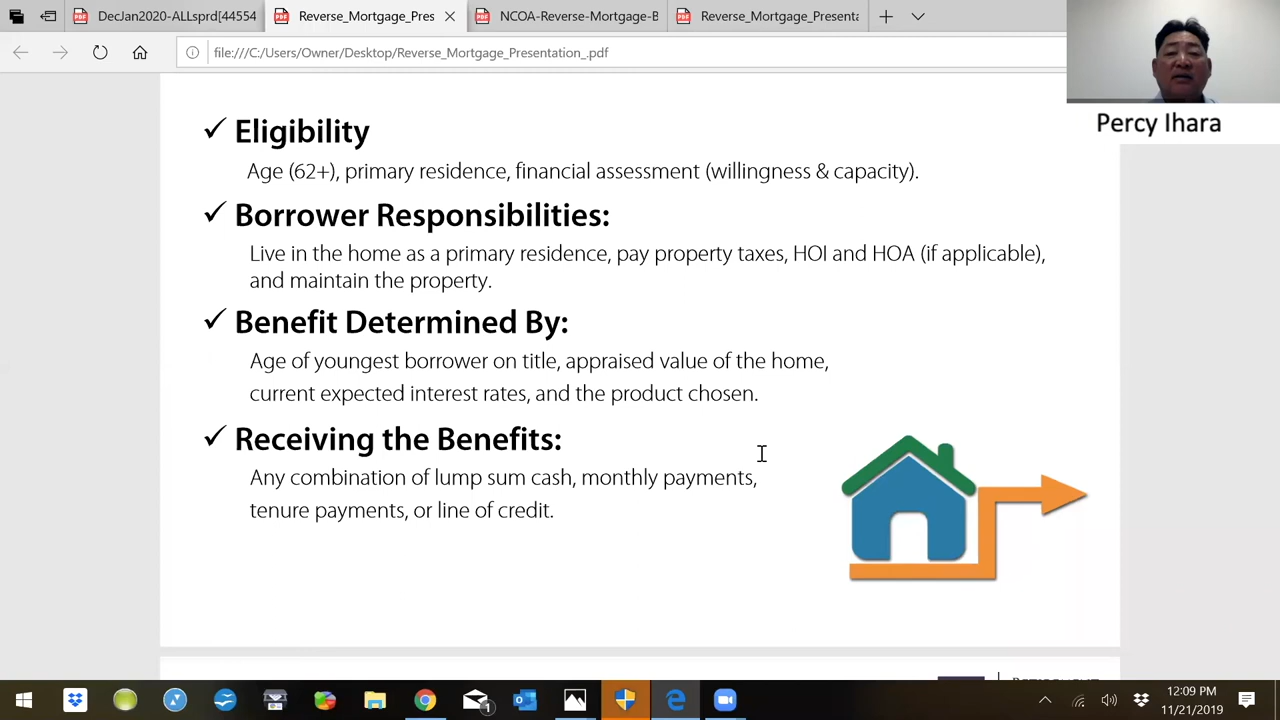 DecJan2020-ALLsprd[44554
Reverse_Mortgage_Pres
NCOA-Reverse-Mortgage-B
Reverse_Mortgage_Presenta
file:///C:/Users/Owner/Desktop/Reverse_Mortgage_Presentation_.pdf
Percy Ihara
✓ Eligibility
Age (62+), primary residence, financial assessment (willingness & capacity).
✓ Borrower Responsibilities:
Live in the home as a primary residence, pay property taxes, HOI and HOA (if applicable),
and maintain the property.
✓ Benefit Determined By:
Age of youngest borrower on title, appraised value of the home,
current expected interest rates, and the product chosen.
✓ Receiving the Benefits:
Any combination of lump sum cash, monthly payments,
tenure payments, or line of credit.
1
12:09 PM
11/21/2019